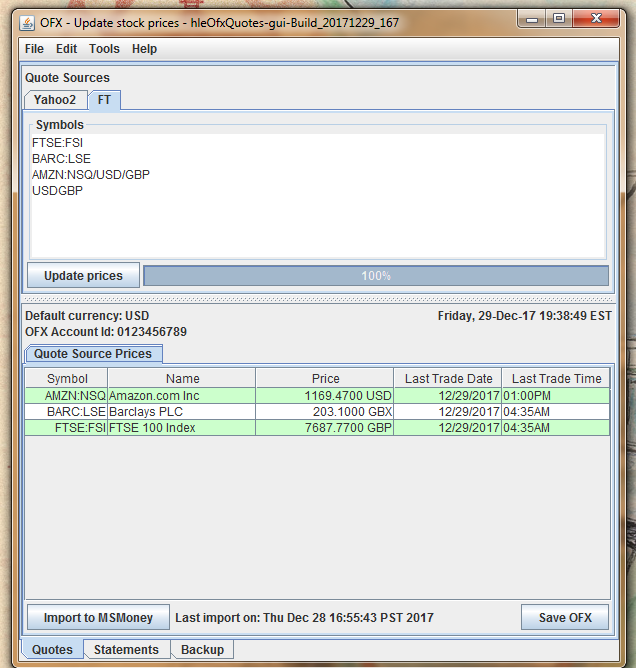 OFX - Update stock prices - hleOfxQuotes-gui-Build_20171229_167
File Edit Tools Help
Quote Sources
Yahoo2 FT
Symbols
FTSE:FSI
BARC:LSE
AMZN:NSQ/USD/GBP
USDGBP
Update prices 100%
Default currency: USD Friday, 29-Dec-17 19:38:49 EST
OFX Account Id: 0123456789
Quote Source Prices
Symbol Name Price Last Trade Date Last Trade Time
AMZN:NSQ Amazon.com Inc 1169.4700 USD 12/29/2017 01:00PM
BARC:LSE Barclays PLC 203.1000 GBX 12/29/2017 04:35AM
FTSE:FSI FTSE 100 Index 7687.7700 GBP 12/29/2017 04:35AM
Import to MSMoney Last import on: Thu Dec 28 16:55:43 PST 2017 Save OFX
Quotes Statements Backup